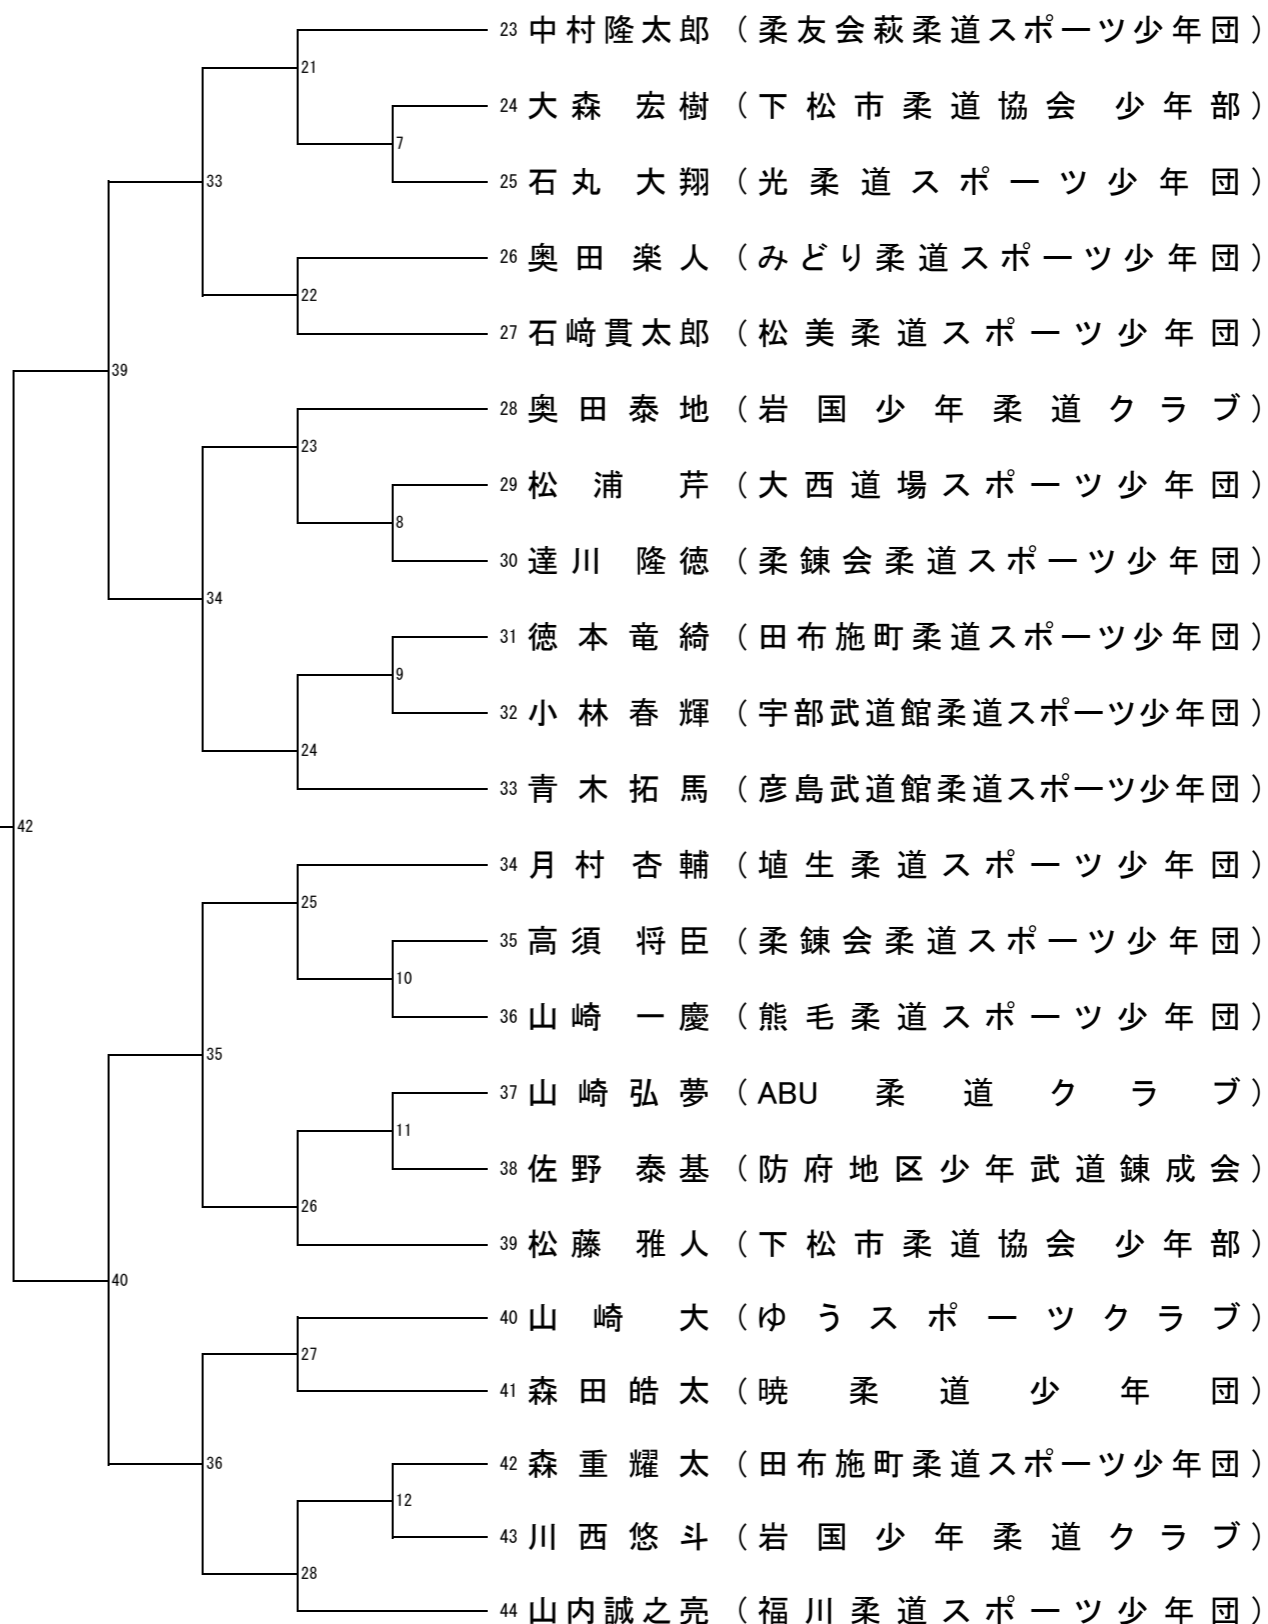 23 中村隆太郎 （柔友会萩柔道スポーツ少年団）
21
24 大森 宏樹 （下松市柔道協会 少年部）
7
25 石丸 大翔 （光柔道スポーツ少年団）
33
26 奥田 楽人 （みどり柔道スポーツ少年団）
22
27 石﨑貫太郎 （松美柔道スポーツ少年団）
39
28 奥田泰地 （岩国少年柔道クラブ）
23
29 松浦 芹 （大西道場スポーツ少年団）
8
30 達川 隆徳 （柔錬会柔道スポーツ少年団）
34
31 徳本竜綺 （田布施町柔道スポーツ少年団）
9
32 小林春輝 （宇部武道館柔道スポーツ少年団）
24
33 青木拓馬 （彦島武道館柔道スポーツ少年団）
42
34 月村杏輔 （埴生柔道スポーツ少年団）
25
35 高須 将臣 （柔錬会柔道スポーツ少年団）
10
36 山崎 一慶 （熊毛柔道スポーツ少年団）
35
37 山崎弘夢 （ABU柔道クラブ）
11
38 佐野 泰基 （防府地区少年武道錬成会）
26
39 松藤 雅人 （下松市柔道協会 少年部）
40
40 山崎 大 （ゆうスポーツクラブ）
27
41 森田皓太 （暁柔道少年団）
36
42 森重耀太 （田布施町柔道スポーツ少年団）
12
43 川西悠斗 （岩国少年柔道クラブ）
28
44 山内誠之亮 （福川柔道スポーツ少年団）